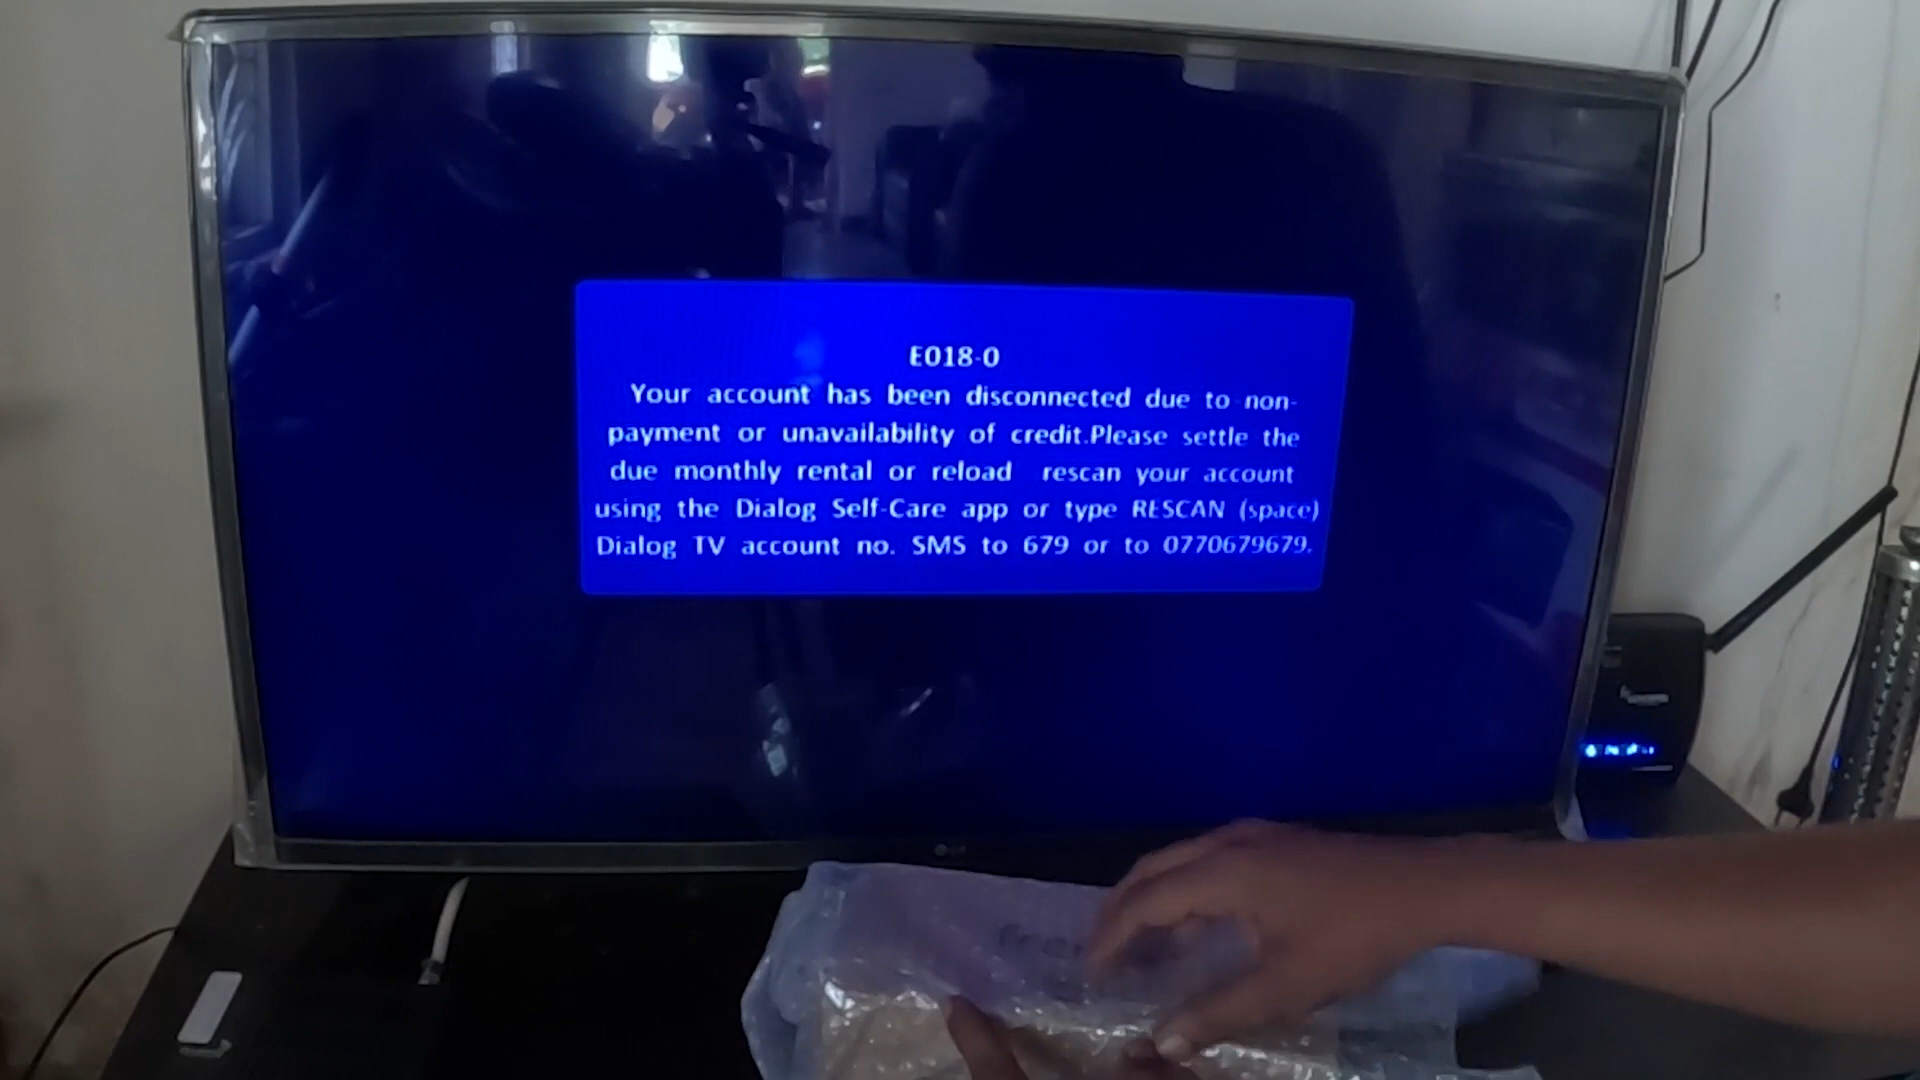 E018-0
Your account has been disconnected due to non-
payment or unavailability of credit.Please settle the
due monthly rental or reload rescan your account
using the Dialog Self-Care app or type RESCAN (space)
Dialog TV account no. SMS to 679 or to 0770679679.
LG